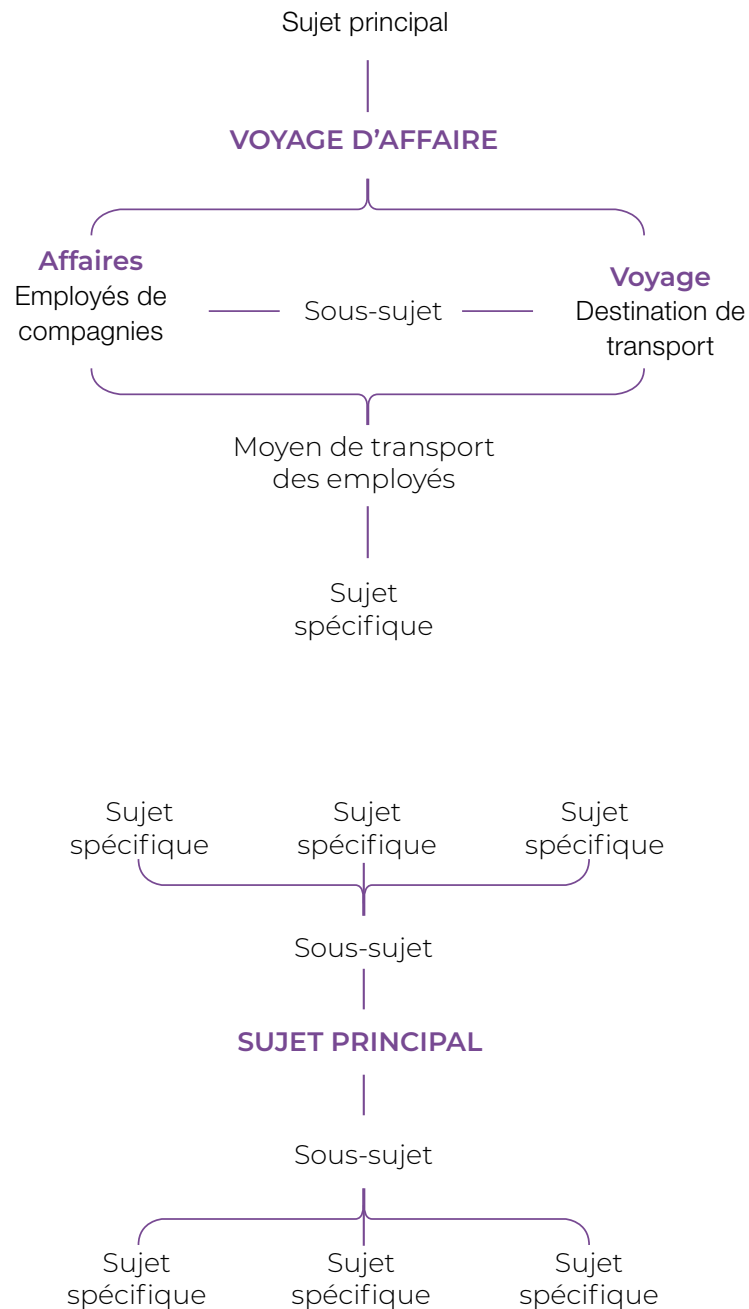 Sujet principal
VOYAGE D’AFFAIRE
Affaires
Employés de
compagnies
Sous-sujet
Voyage
Destination de
transport
Moyen de transport
des employés
Sujet
spécifique
Sujet
spécifique
Sujet
spécifique
Sujet
spécifique
Sous-sujet
SUJET PRINCIPAL
Sous-sujet
Sujet
spécifique
Sujet
spécifique
Sujet
spécifique